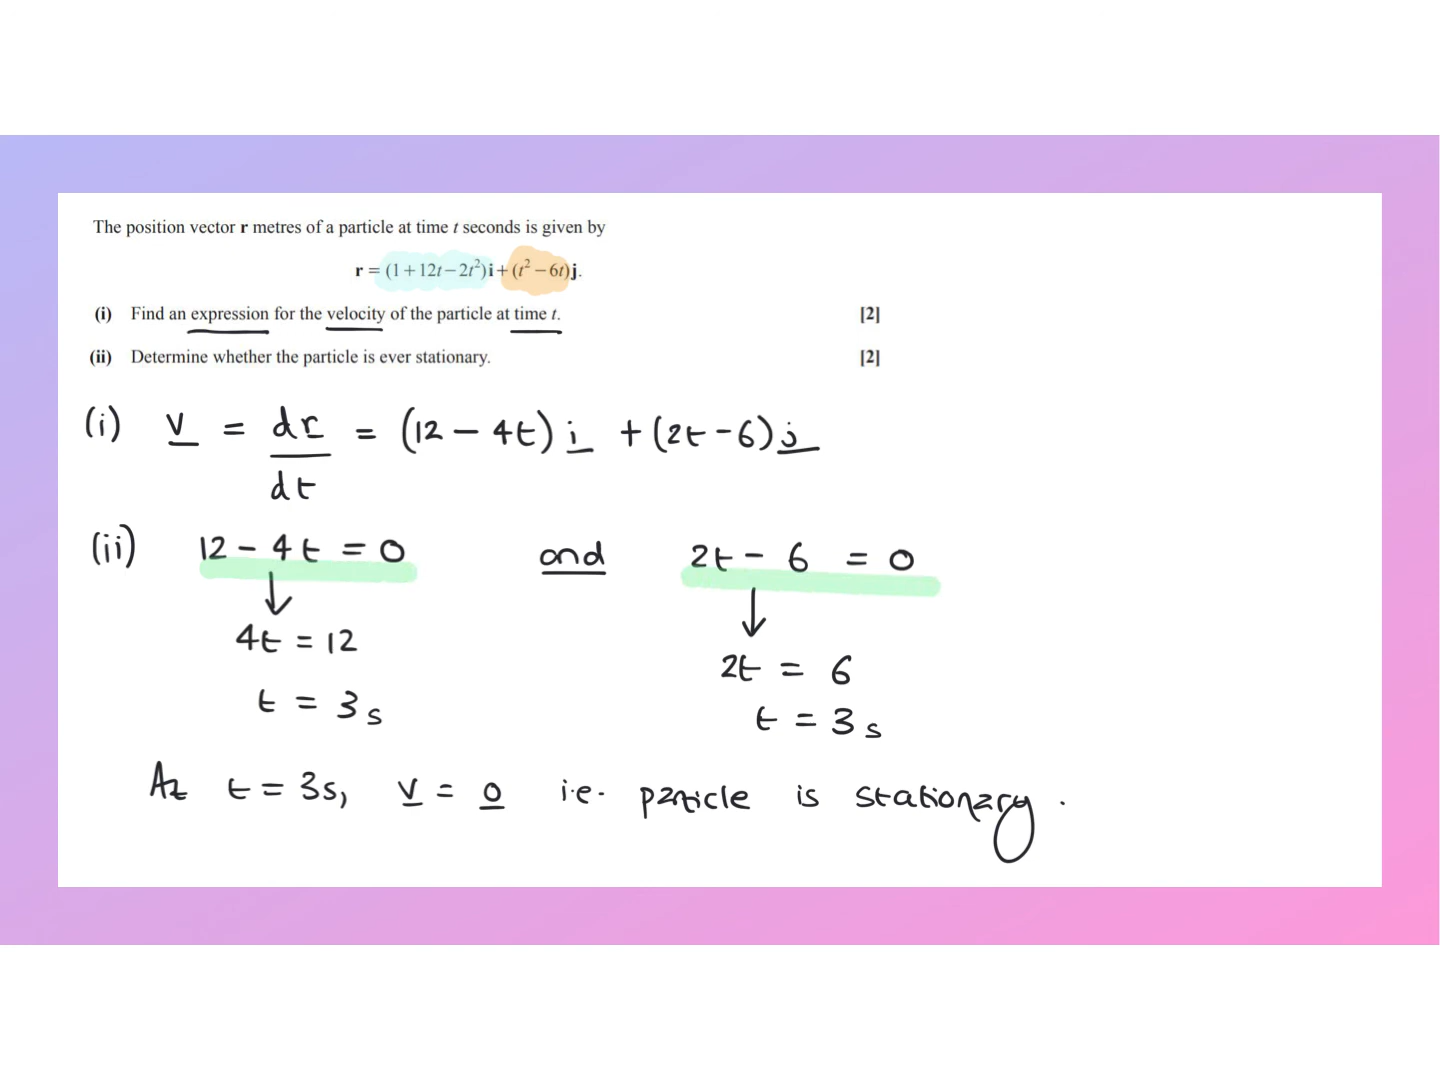 The position vector r metres of a particle at time t seconds is given by
r = (1 + 12t − 2t²)i + (t² − 6t)j.
(i) Find an expression for the velocity of the particle at time t. [2]
(ii) Determine whether the particle is ever stationary. [2]
(i) v = dr/dt = (12 − 4t) i + (2t − 6) j
(ii) 12 − 4t = 0 and 2t − 6 = 0
4t = 12
2t = 6
t = 3s
t = 3s
At t = 3s, v = 0 i.e. particle is stationary.